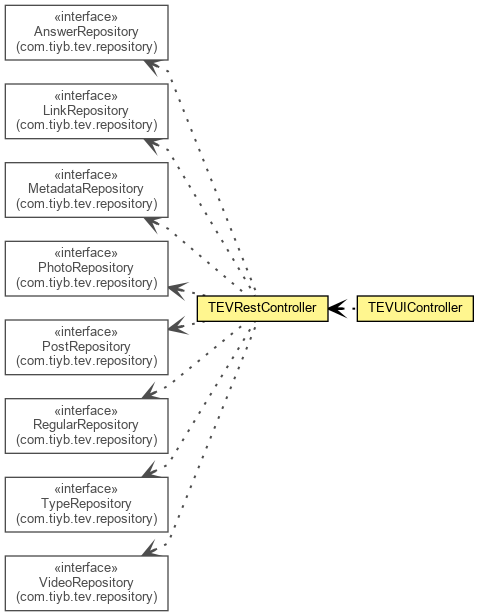 «interface»
AnswerRepository
(com.tiyb.tev.repository)
«interface»
LinkRepository
(com.tiyb.tev.repository)
«interface»
MetadataRepository
(com.tiyb.tev.repository)
«interface»
PhotoRepository
(com.tiyb.tev.repository)
TEVRestController
TEVUIController
«interface»
PostRepository
(com.tiyb.tev.repository)
«interface»
RegularRepository
(com.tiyb.tev.repository)
«interface»
TypeRepository
(com.tiyb.tev.repository)
«interface»
VideoRepository
(com.tiyb.tev.repository)